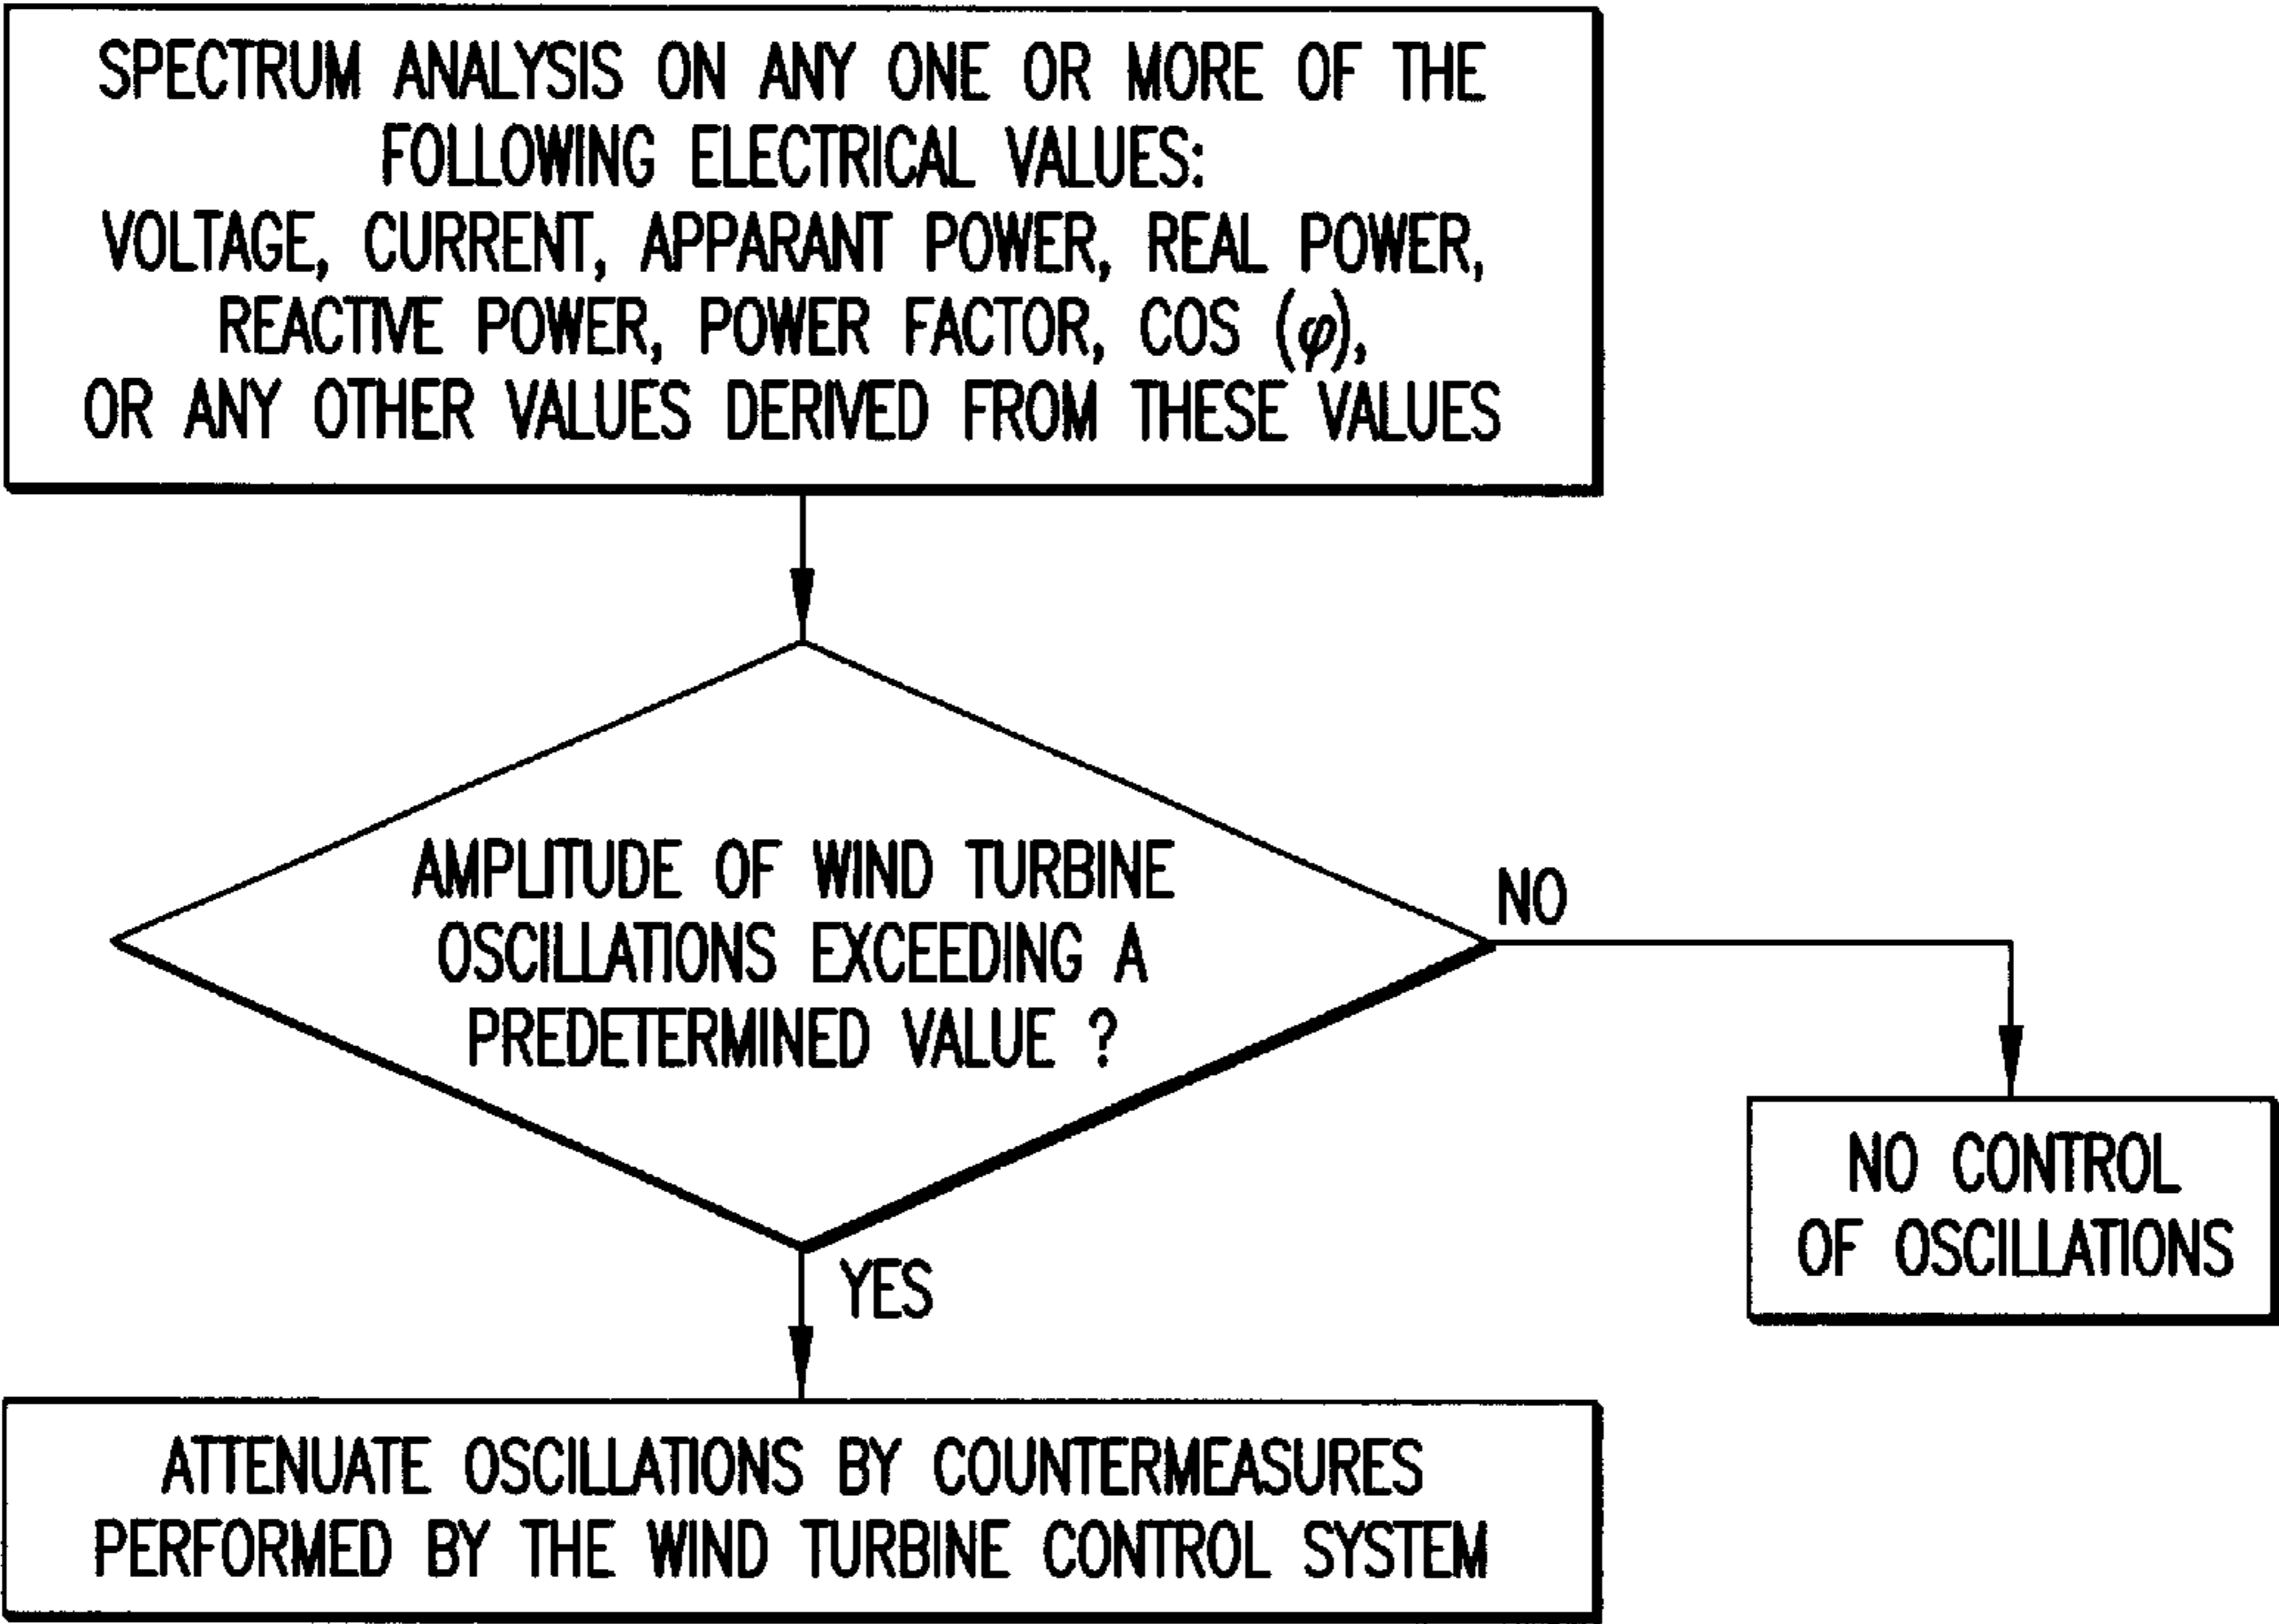 SPECTRUM ANALYSIS ON ANY ONE OR MORE OF THE
FOLLOWING ELECTRICAL VALUES:
VOLTAGE, CURRENT, APPARANT POWER, REAL POWER,
REACTIVE POWER, POWER FACTOR, COS (φ),
OR ANY OTHER VALUES DERIVED FROM THESE VALUES
AMPLITUDE OF WIND TURBINE
OSCILLATIONS EXCEEDING A
PREDETERMINED VALUE ?
NO
NO CONTROL
OF OSCILLATIONS
YES
ATTENUATE OSCILLATIONS BY COUNTERMEASURES
PERFORMED BY THE WIND TURBINE CONTROL SYSTEM